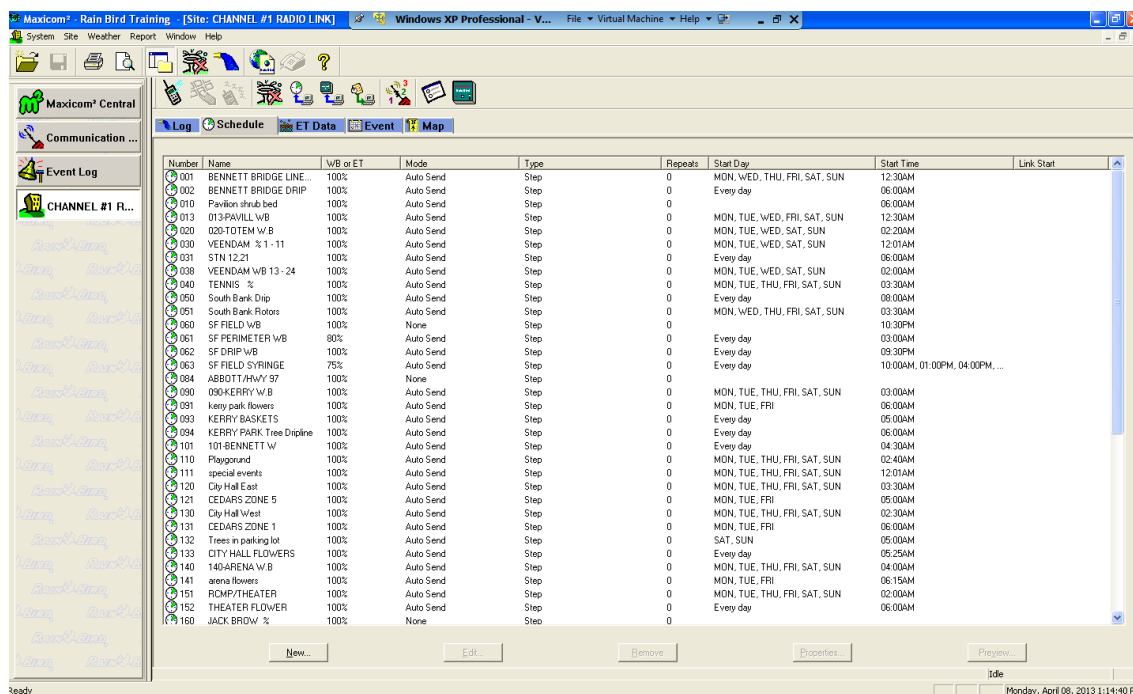 Maxicom² - Rain Bird Training - [Site: CHANNEL #1 RADIO LINK] Windows XP Professional - V... File Virtual Machine Help
System Site Weather Report Window Help
Maxicom² Central
Communication ...
Event Log
CHANNEL #1 R...
Log Schedule ET Data Event Map
Number Name WB or ET Mode Type Repeats Start Day Start Time Link Start
001 BENNETT BRIDGE LINE... 100% Auto Send Step 0 MON, WED, THU, FRI, SAT, SUN 12:30AM
002 BENNETT BRIDGE DRIP 100% Auto Send Step 0 Every day 06:00AM
010 Pavilion shrub bed 100% Auto Send Step 0 06:00AM
013 013-PAVILL WB 100% Auto Send Step 0 MON, TUE, WED, FRI, SAT, SUN 12:30AM
020 020-TOTEM W.B 100% Auto Send Step 0 MON, TUE, WED, SAT, SUN 02:20AM
030 VEENDAM % 1 - 11 100% Auto Send Step 0 MON, TUE, WED, SAT, SUN 12:01AM
031 STN 12,21 100% Auto Send Step 0 Every day 06:00AM
038 VEENDAM WB 13 - 24 100% Auto Send Step 0 MON, TUE, WED, SAT, SUN 02:00AM
040 TENNIS % 100% Auto Send Step 0 MON, TUE, THU, FRI, SAT, SUN 03:30AM
050 South Bank Drip 100% Auto Send Step 0 Every day 08:00AM
051 South Bank Rotors 100% Auto Send Step 0 MON, WED, THU, FRI, SAT, SUN 03:30AM
060 SF FIELD WB 100% None Step 0 10:30PM
061 SF PERIMETER WB 80% Auto Send Step 0 Every day 03:00AM
062 SF DRIP WB 100% Auto Send Step 0 Every day 09:30PM
063 SF FIELD SYRINGE 75% Auto Send Step 0 Every day 10:00AM, 01:00PM, 04:00PM, ...
084 ABBOTT/HWY 97 100% None Step 0
090 090-KERRY W.B 100% Auto Send Step 0 MON, TUE, THU, FRI, SAT, SUN 03:00AM
091 kerry park flowers 100% Auto Send Step 0 MON, TUE, FRI 06:00AM
093 KERRY BASKETS 100% Auto Send Step 0 Every day 05:00AM
094 KERRY PARK Tree Dripline 100% Auto Send Step 0 Every day 06:00AM
101 101-BENNETT W 100% Auto Send Step 0 Every day 04:30AM
110 Playgorund 100% Auto Send Step 0 MON, TUE, THU, FRI, SAT, SUN 02:40AM
111 special events 100% Auto Send Step 0 MON, TUE, THU, FRI, SAT, SUN 12:01AM
120 City Hall East 100% Auto Send Step 0 MON, TUE, THU, FRI, SAT, SUN 03:30AM
121 CEDARS ZONE 5 100% Auto Send Step 0 MON, TUE, FRI 05:00AM
130 City Hall West 100% Auto Send Step 0 MON, TUE, THU, FRI, SAT, SUN 02:30AM
131 CEDARS ZONE 1 100% Auto Send Step 0 MON, TUE, FRI 06:00AM
132 Trees in parking lot 100% Auto Send Step 0 SAT, SUN 05:00AM
133 CITY HALL FLOWERS 100% Auto Send Step 0 Every day 05:25AM
140 140-ARENA W.B 100% Auto Send Step 0 MON, TUE, THU, FRI, SAT, SUN 04:00AM
141 arena flowers 100% Auto Send Step 0 MON, TUE, FRI 06:15AM
151 RCMP/THEATER 100% Auto Send Step 0 MON, TUE, THU, FRI, SAT, SUN 02:00AM
152 THEATER FLOWER 100% Auto Send Step 0 Every day 06:00AM
160 JACK BROW % 100% None Step 0
New... Edit... Remove Properties... Preview...
Idle
Ready Monday, April 08, 2013 1:14:40 P